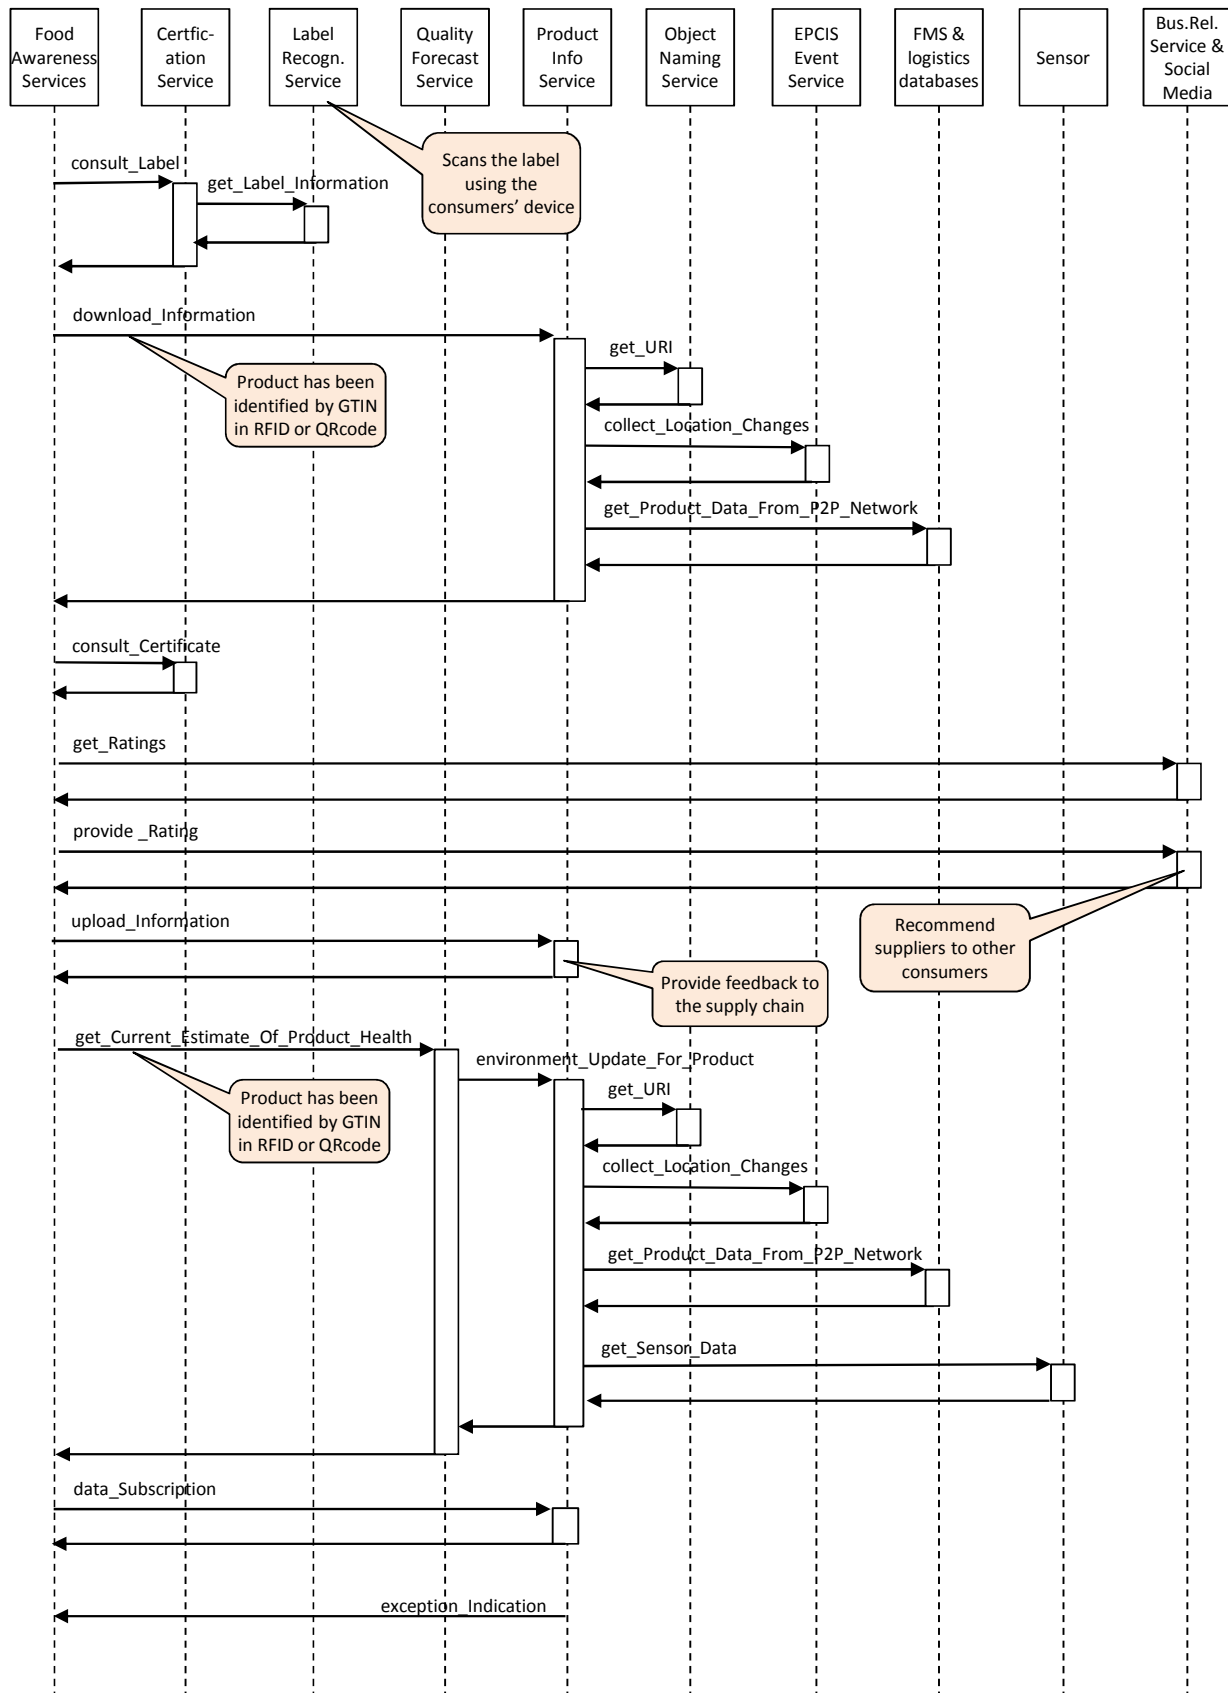 Food
Awareness
Services
Certfic-
ation
Service
Label
Recogn.
Service
Quality
Forecast
Service
Product
Info
Service
Object
Naming
Service
EPCIS
Event
Service
FMS &
logistics
databases
Sensor
Bus.Rel.
Service &
Social
Media
Scans the label
using the
consumers’ device
consult_Label
get_Label_Information
download_Information
Product has been
identified by GTIN
in RFID or QRcode
get_URI
collect_Location_Changes
get_Product_Data_From_P2P_Network
consult_Certificate
get_Ratings
provide _Rating
upload_Information
Recommend
suppliers to other
consumers
Provide feedback to
the supply chain
get_Current_Estimate_Of_Product_Health
environment_Update_For_Product
Product has been
identified by GTIN
in RFID or QRcode
get_URI
collect_Location_Changes
get_Product_Data_From_P2P_Network
get_Sensor_Data
data_Subscription
exception_Indication